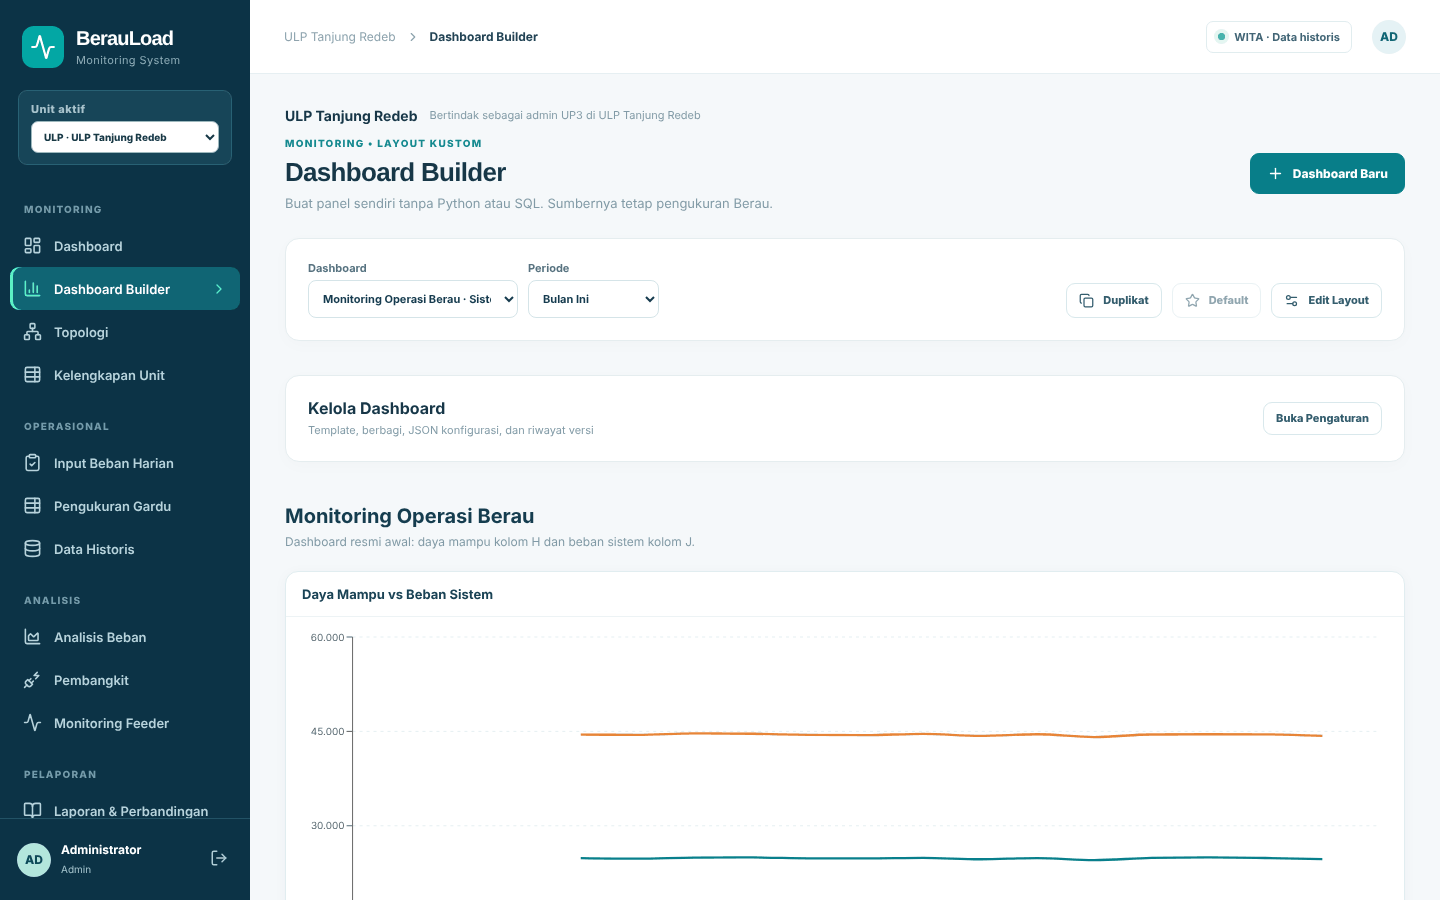 BerauLoad
Monitoring System
Unit aktif
ULP · ULP Tanjung Redeb
MONITORING
Dashboard
Dashboard Builder
Topologi
Kelengkapan Unit
OPERASIONAL
Input Beban Harian
Pengukuran Gardu
Data Historis
ANALISIS
Analisis Beban
Pembangkit
Monitoring Feeder
PELAPORAN
Laporan & Perbandingan
AD
Administrator
Admin
ULP Tanjung Redeb
Dashboard Builder
WITA · Data historis
AD
ULP Tanjung Redeb Bertindak sebagai admin UP3 di ULP Tanjung Redeb
MONITORING • LAYOUT KUSTOM
Dashboard Builder
Buat panel sendiri tanpa Python atau SQL. Sumbernya tetap pengukuran Berau.
Dashboard Baru
Dashboard
Monitoring Operasi Berau · Siste
Periode
Bulan Ini
Duplikat
Default
Edit Layout
Kelola Dashboard
Template, berbagi, JSON konfigurasi, dan riwayat versi
Buka Pengaturan
Monitoring Operasi Berau
Dashboard resmi awal: daya mampu kolom H dan beban sistem kolom J.
Daya Mampu vs Beban Sistem
60.000
45.000
30.000